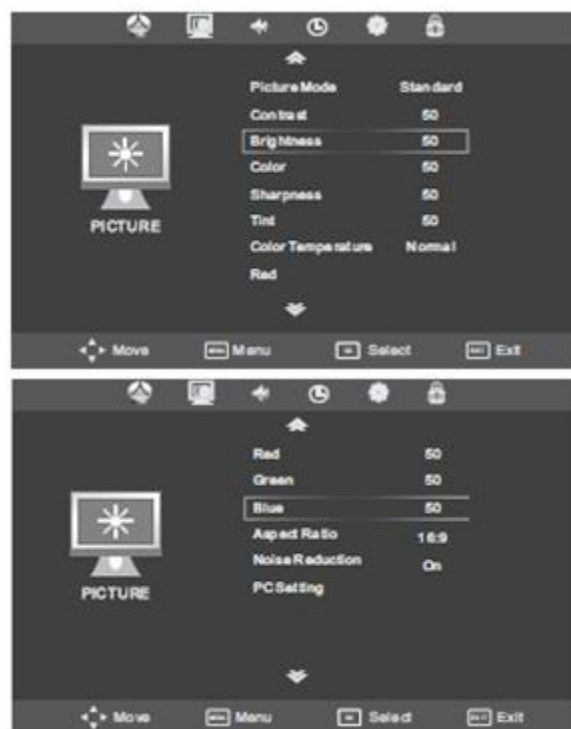 Picture Mode Standard
Contrast 50
Brightness 50
Color 50
Sharpness 50
Tint 50
Color Temperature Normal
Red
PICTURE
Move Menu Select Exit
Red 50
Green 50
Blue 50
Aspect Ratio 16:9
Noise Reduction On
PC Setting
PICTURE
Move Menu Select Exit